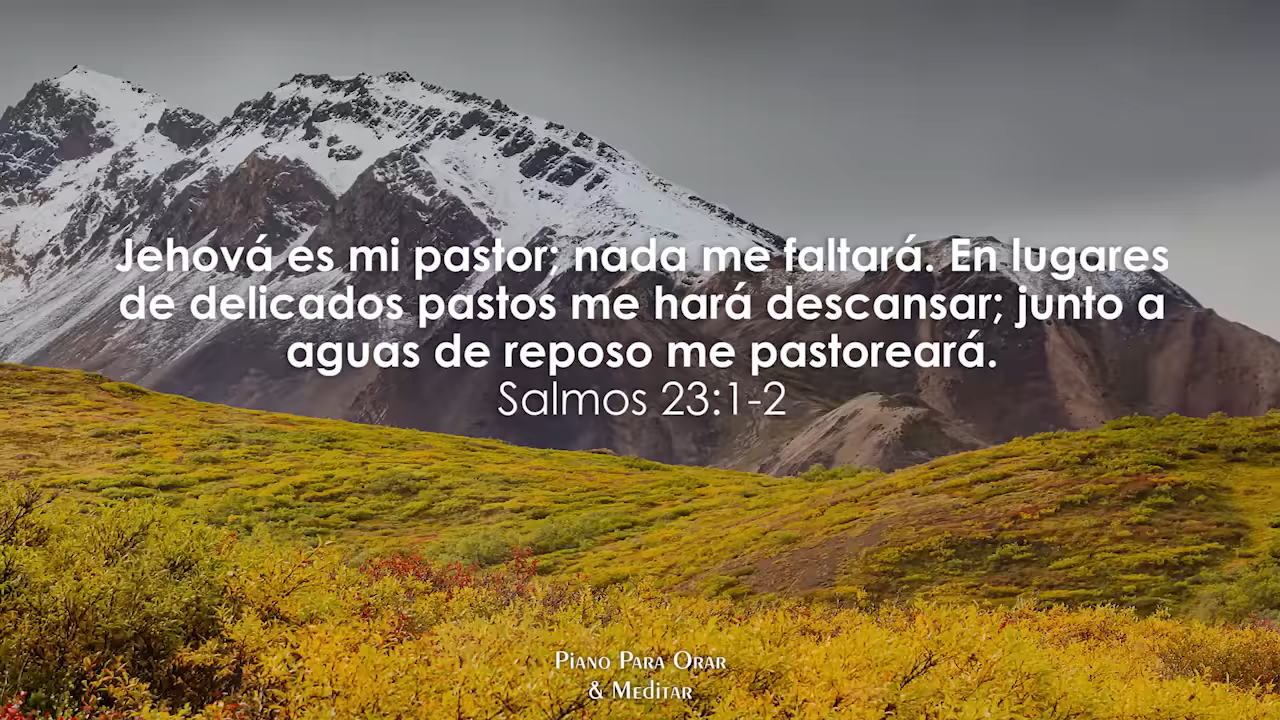 Jehová es mi pastor; nada me faltará. En lugares
de delicados pastos me hará descansar; junto a
aguas de reposo me pastoreará.
Salmos 23:1-2
Piano Para Orar
& Meditar